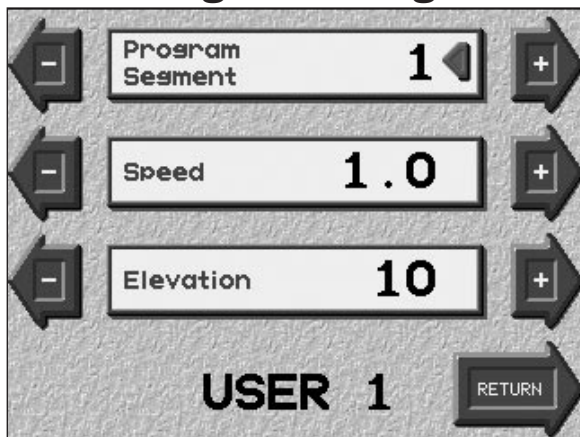 - Program Segment 1 +
- Speed 1.0 +
- Elevation 10 +
USER 1 RETURN